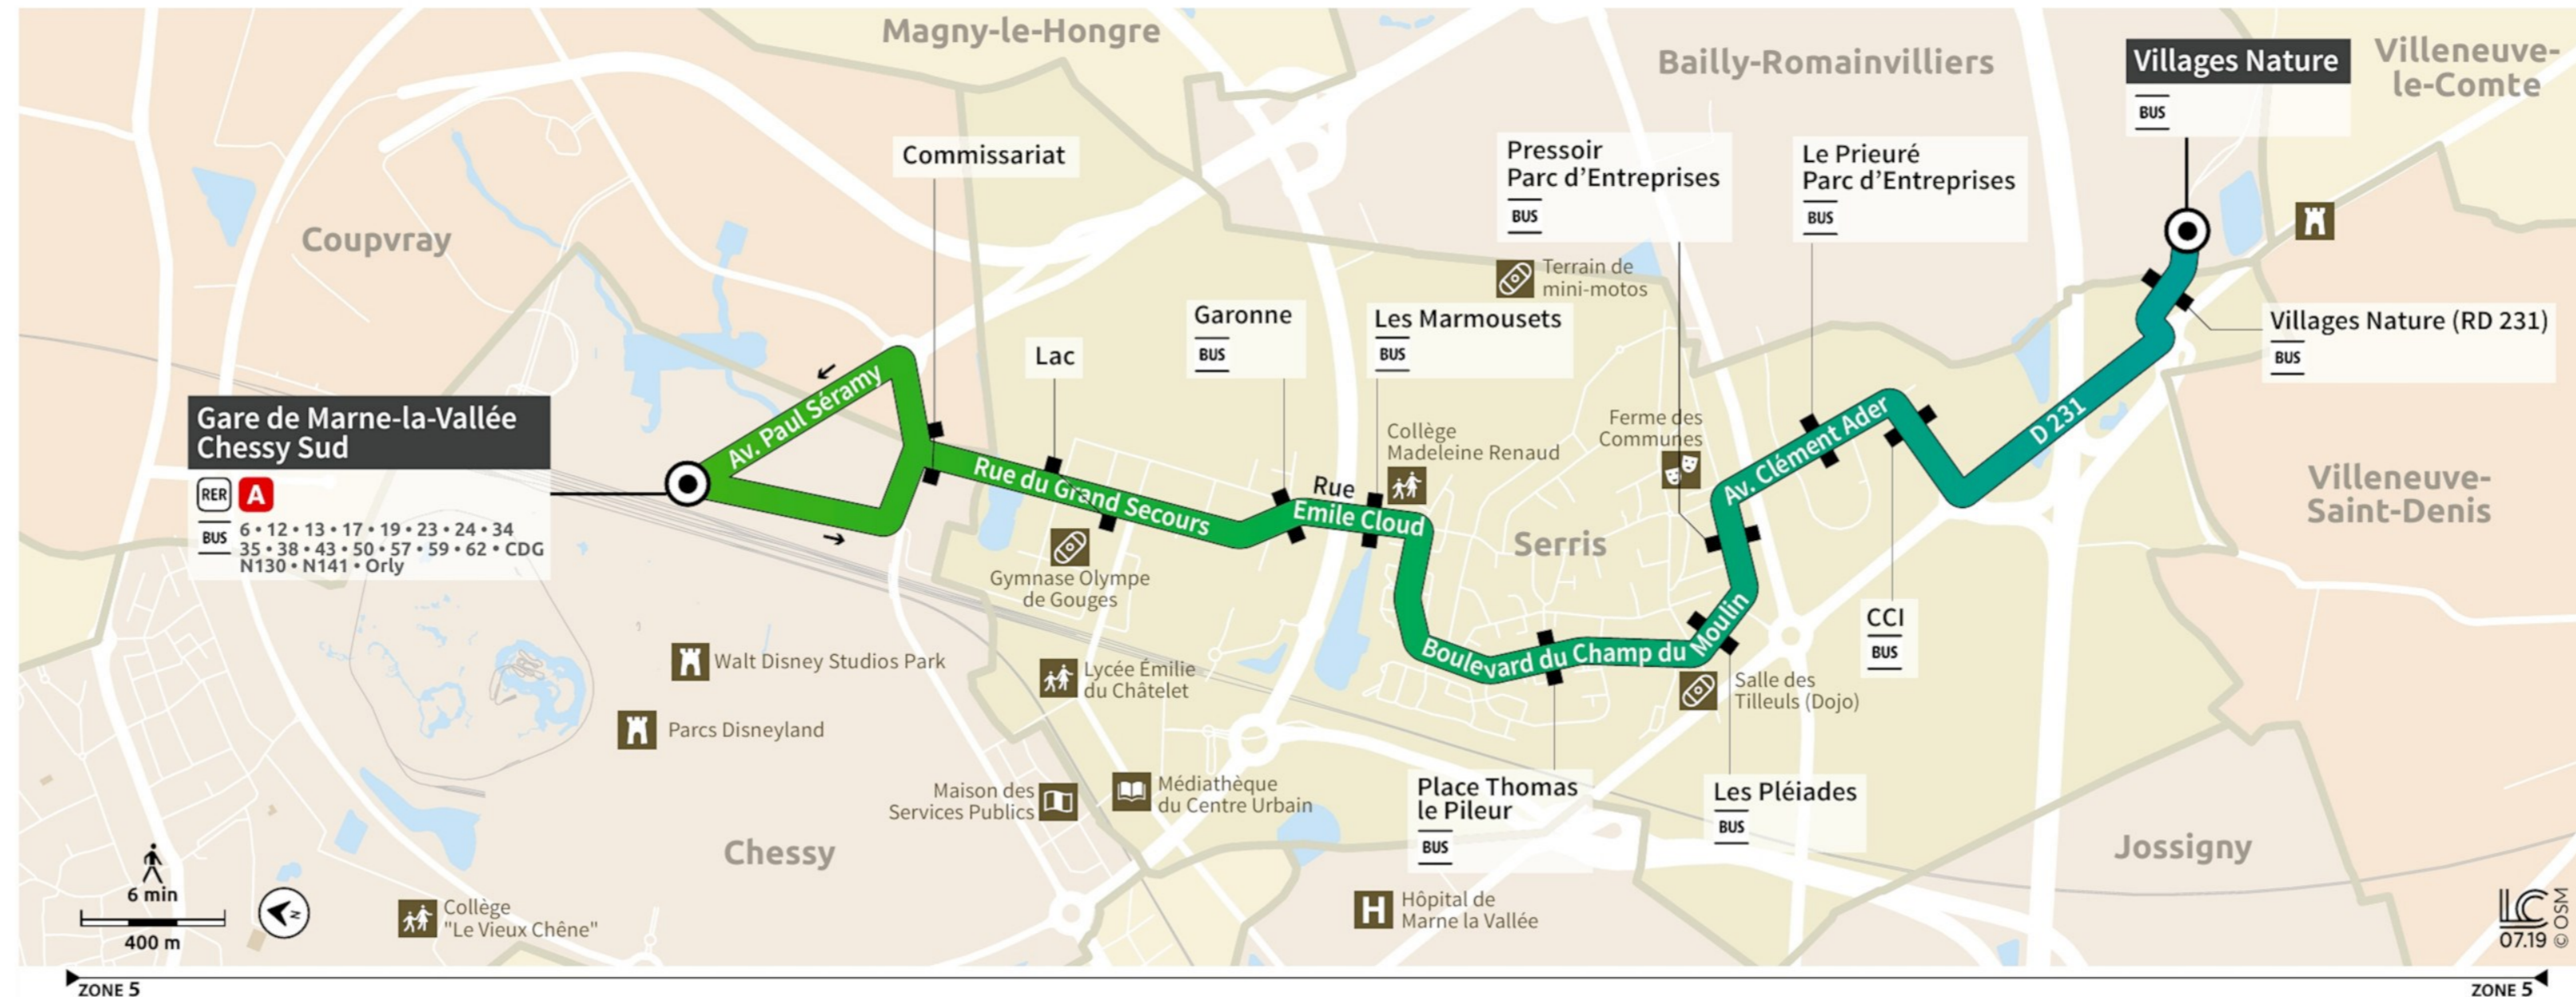 Magny-le-Hongre
Bailly-Romainvilliers
Villeneuve-
le-Comte
Villages Nature
BUS
Commissariat
Pressoir
Parc d'Entreprises
BUS
Le Prieuré
Parc d'Entreprises
BUS
Coupvray
Terrain de
mini-motos
Garonne
BUS
Les Marmousets
BUS
Lac
Villages Nature (RD 231)
BUS
Gare de Marne-la-Vallée
Chessy Sud
RER A
BUS 6 • 12 • 13 • 17 • 19 • 23 • 24 • 34
35 • 38 • 43 • 50 • 57 • 59 • 62 • CDG
N130 • N141 • Orly
Av. Paul Séramy
Rue du Grand Secours
Rue
Emile Cloud
Collège
Madeleine Renaud
Ferme des
Communes
Av. Clément Ader
D 231
Villeneuve-
Saint-Denis
Serris
Gymnase Olympe
de Gouges
Boulevard du Champ du Moulin
CCI
BUS
Walt Disney Studios Park
Lycée Émilie
du Châtelet
Salle des
Tilleuls (Dojo)
Parcs Disneyland
Maison des
Services Publics
Médiathèque
du Centre Urbain
Place Thomas
le Pileur
BUS
Les Pléiades
BUS
Chessy
Jossigny
6 min
400 m
N
Collège
"Le Vieux Chêne"
H
Hôpital de
Marne la Vallée
LC
07.19
© OSM
ZONE 5
ZONE 5